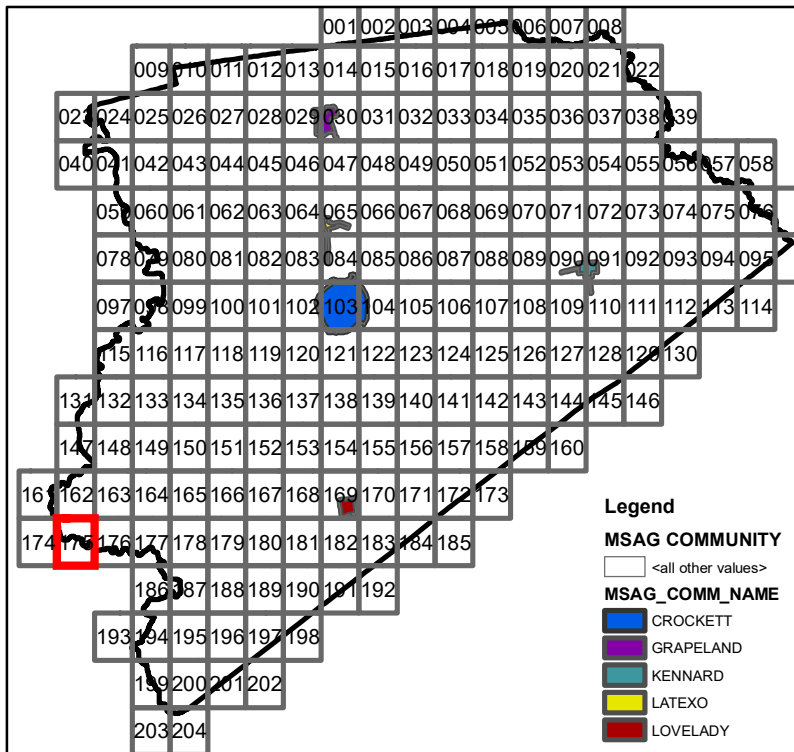 001 002 003 004 005 006 007 008
009 010 011 012 013 014 015 016 017 018 019 020 021 022
023 024 025 026 027 028 029 030 031 032 033 034 035 036 037 038 039
040 041 042 043 044 045 046 047 048 049 050 051 052 053 054 055 056 057 058
059 060 061 062 063 064 065 066 067 068 069 070 071 072 073 074 075 076
078 079 080 081 082 083 084 085 086 087 088 089 090 091 092 093 094 095
097 098 099 100 101 102 103 104 105 106 107 108 109 110 111 112 113 114
115 116 117 118 119 120 121 122 123 124 125 126 127 128 129 130
131 132 133 134 135 136 137 138 139 140 141 142 143 144 145 146
147 148 149 150 151 152 153 154 155 156 157 158 159 160
161 162 163 164 165 166 167 168 169 170 171 172 173
174 175 176 177 178 179 180 181 182 183 184 185
186 187 188 189 190 191 192
193 194 195 196 197 198
199 200 201 202
203 204
Legend
MSAG COMMUNITY
<all other values>
MSAG_COMM_NAME
CROCKETT
GRAPELAND
KENNARD
LATEXO
LOVELADY